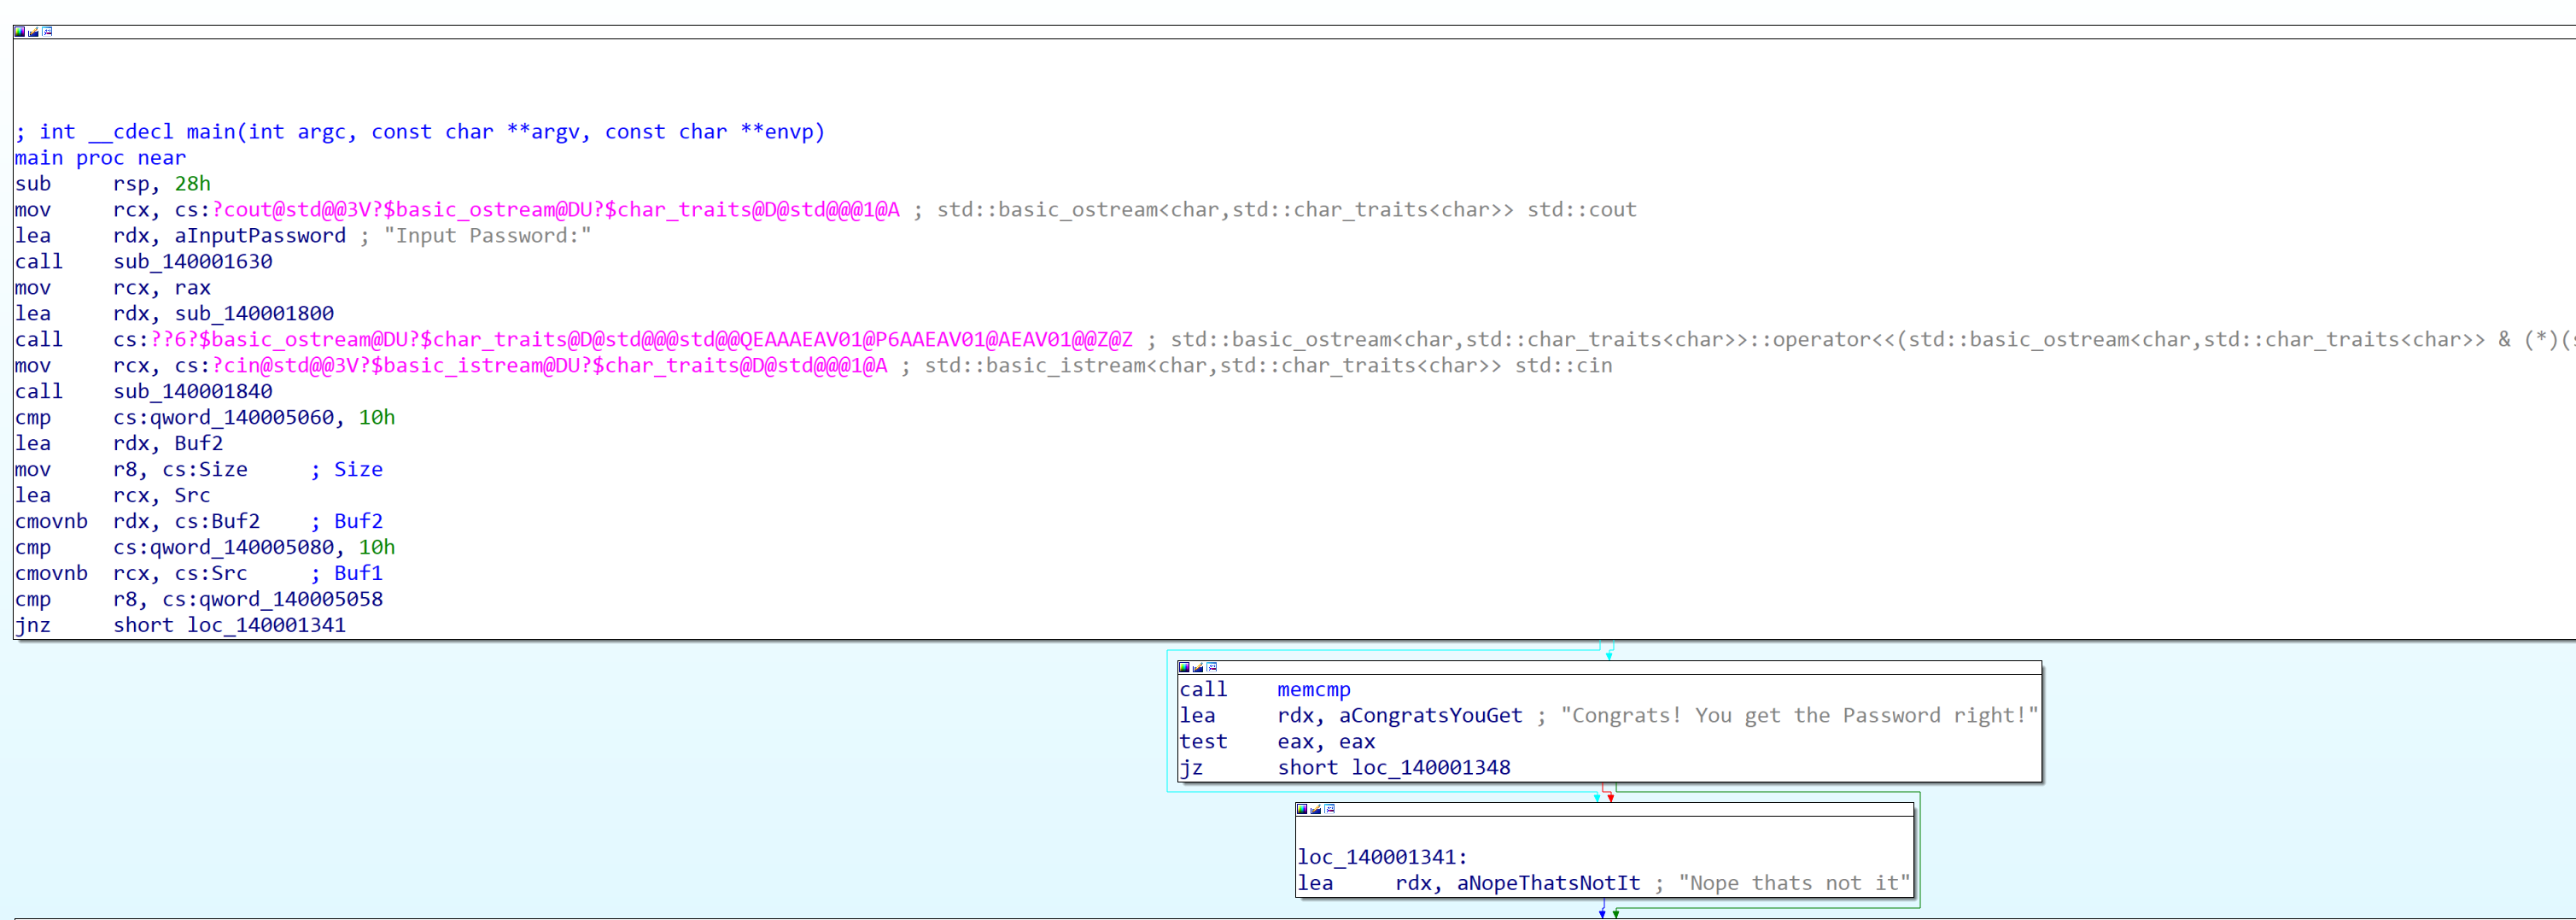 ; int __cdecl main(int argc, const char **argv, const char **envp)
main proc near
sub rsp, 28h
mov rcx, cs:?cout@std@@3V?$basic_ostream@DU?$char_traits@D@std@@@1@A ; std::basic_ostream<char,std::char_traits<char>> std::cout
lea rdx, aInputPassword ; "Input Password:"
call sub_140001630
mov rcx, rax
lea rdx, sub_140001800
call cs:??6?$basic_ostream@DU?$char_traits@D@std@@@std@@QEAAAEAV01@P6AAEAV01@AEAV01@@Z@Z ; std::basic_ostream<char,std::char_traits<char>>::operator<<(std::basic_ostream<char,std::char_traits<char>> & (*)(
mov rcx, cs:?cin@std@@3V?$basic_istream@DU?$char_traits@D@std@@@1@A ; std::basic_istream<char,std::char_traits<char>> std::cin
call sub_140001840
cmp cs:qword_140005060, 10h
lea rdx, Buf2
mov r8, cs:Size ; Size
lea rcx, Src
cmovnb rdx, cs:Buf2 ; Buf2
cmp cs:qword_140005080, 10h
cmovnb rcx, cs:Src ; Buf1
cmp r8, cs:qword_140005058
jnz short loc_140001341
call memcmp
lea rdx, aCongratsYouGet ; "Congrats! You get the Password right!"
test eax, eax
jz short loc_140001348
loc_140001341:
lea rdx, aNopeThatsNotIt ; "Nope thats not it"